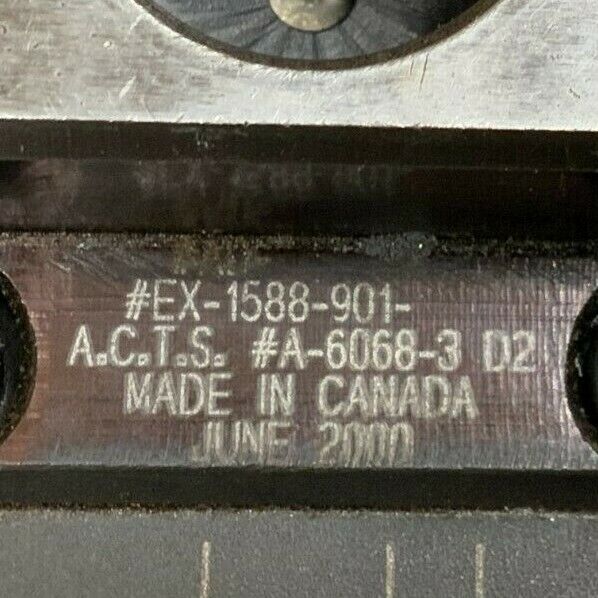 #EX-1588-901-
A.C.T.S. #A-6068-3 D2
MADE IN CANADA
JUNE 2000